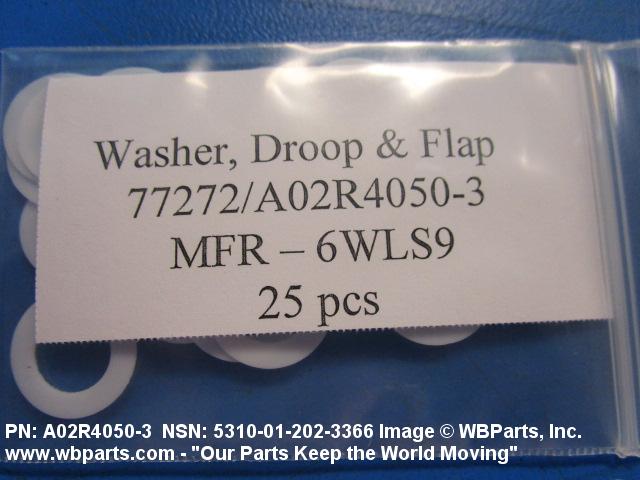 Washer, Droop & Flap
77272/A02R4050-3
MFR – 6WLS9
25 pcs
PN: A02R4050-3 NSN: 5310-01-202-3366 Image © WBParts, Inc.
www.wbparts.com - "Our Parts Keep the World Moving"